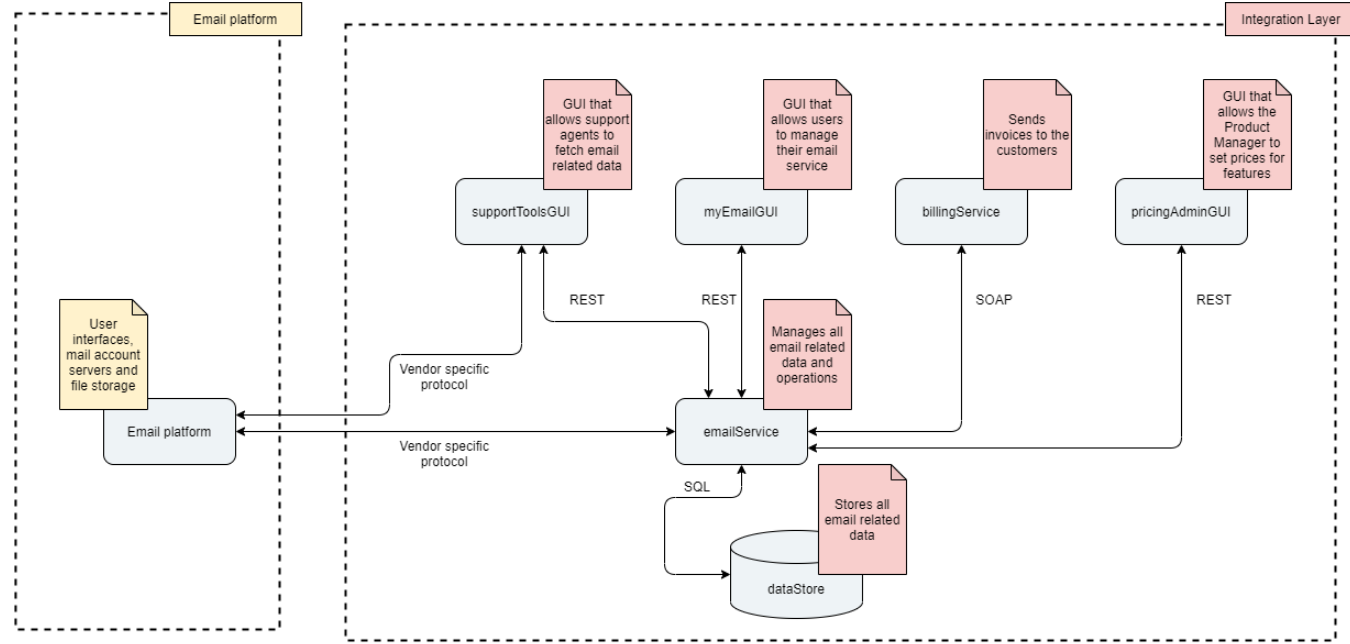 Email platform
Integration Layer
GUI that
allows support
agents to
fetch email
related data
GUI that
allows users
to manage
their email
service
Sends
invoices to the
customers
GUI that
allows the
Product
Manager to
set prices for
features
supportToolsGUI
myEmailGUI
billingService
pricingAdminGUI
REST
REST
SOAP
REST
User
interfaces,
mail account
servers and
file storage
Manages all
email related
data and
operations
Vendor specific
protocol
Email platform
emailService
Vendor specific
protocol
SQL
Stores all
email related
data
dataStore